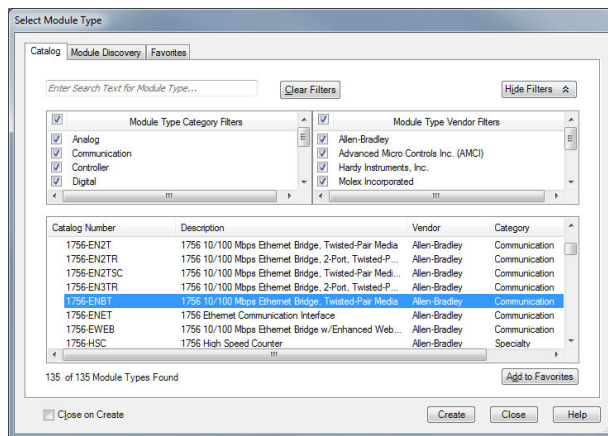 Select Module Type
Catalog Module Discovery Favorites
Enter Search Text for Module Type...
Clear Filters
Hide Filters
Module Type Category Filters
Analog
Communication
Controller
Digital
Module Type Vendor Filters
Allen-Bradley
Advanced Micro Controls Inc. (AMCI)
Hardy Instruments, Inc.
Molex Incorporated
Catalog Number Description Vendor Category
1756-EN2T 1756 10/100 Mbps Ethernet Bridge, Twisted-Pair Media Allen-Bradley Communication
1756-EN2TR 1756 10/100 Mbps Ethernet Bridge, 2-Port, Twisted-P... Allen-Bradley Communication
1756-EN2TSC 1756 10/100 Mbps Ethernet Bridge, Twisted-Pair Medi... Allen-Bradley Communication
1756-EN3TR 1756 10/100 Mbps Ethernet Bridge, 2-Port, Twisted-P... Allen-Bradley Communication
1756-ENBT 1756 10/100 Mbps Ethernet Bridge, Twisted-Pair Media Allen-Bradley Communication
1756-ENET 1756 Ethernet Communication Interface Allen-Bradley Communication
1756-EWEB 1756 10/100 Mbps Ethernet Bridge w/Enhanced Web... Allen-Bradley Communication
1756-HSC 1756 High Speed Counter Allen-Bradley Specialty
135 of 135 Module Types Found
Add to Favorites
Close on Create
Create Close Help